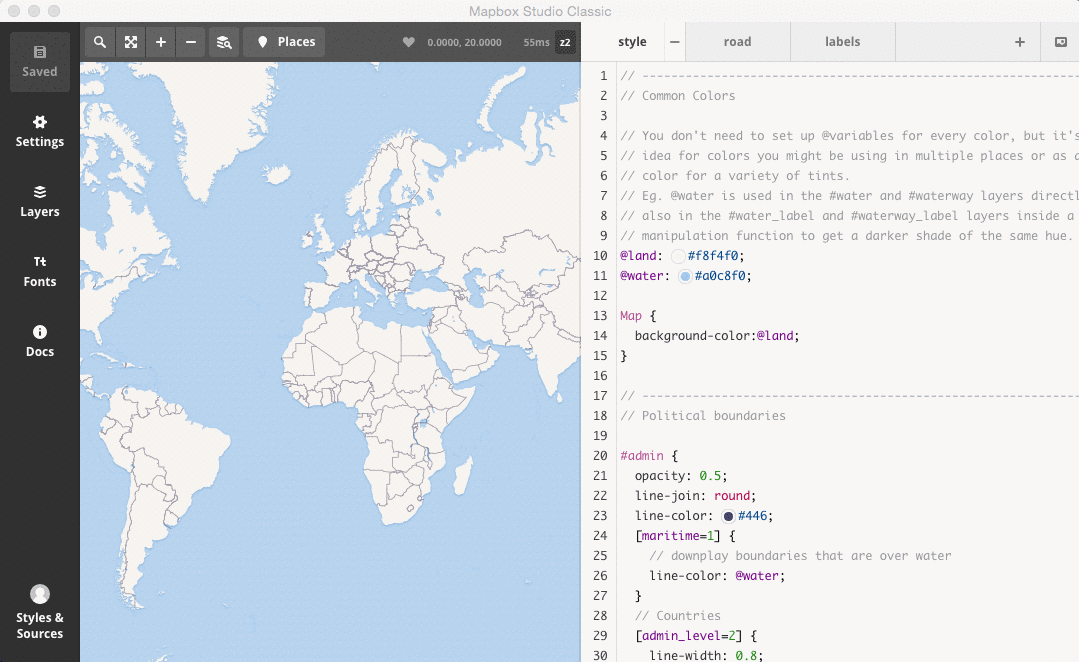 Mapbox Studio Classic
Saved
Settings
Layers
Tt
Fonts
Docs
Styles &
Sources
Places
0.0000, 20.0000
55ms
z2
style
road
labels
1 // ----------------------------------------------------------------
2 // Common Colors
3
4 // You don't need to set up @variables for every color, but it's
5 // idea for colors you might be using in multiple places or as a
6 // color for a variety of tints.
7 // Eg. @water is used in the #water and #waterway layers directl
8 // also in the #water_label and #waterway_label layers inside a
9 // manipulation function to get a darker shade of the same hue.
10 @land: #f8f4f0;
11 @water: #a0c8f0;
12
13 Map {
14   background-color:@land;
15 }
16
17 // ----------------------------------------------------------------
18 // Political boundaries
19
20 #admin {
21   opacity: 0.5;
22   line-join: round;
23   line-color: #446;
24   [maritime=1] {
25     // downplay boundaries that are over water
26     line-color: @water;
27   }
28   // Countries
29   [admin_level=2] {
30     line-width: 0.8;